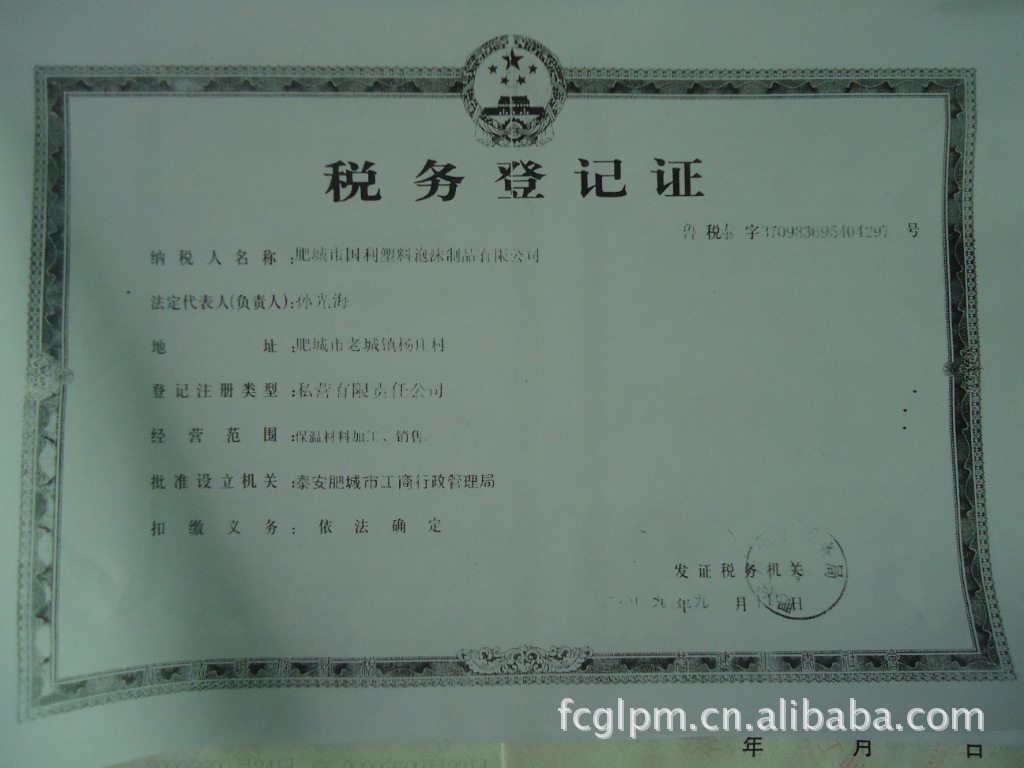 税务登记证
鲁税泰字370983695404297号
纳税人名称:肥城市国利塑料泡沫制品有限公司
法定代表人(负责人):孙光海
地址:肥城市老城镇杨庄村
登记注册类型:私营有限责任公司
经营范围:保温材料加工、销售.
批准设立机关:泰安肥城市工商行政管理局
扣缴义务:依法确定
发证税务机关
年九月日
fcglpm.cn.alibaba.com
年月日